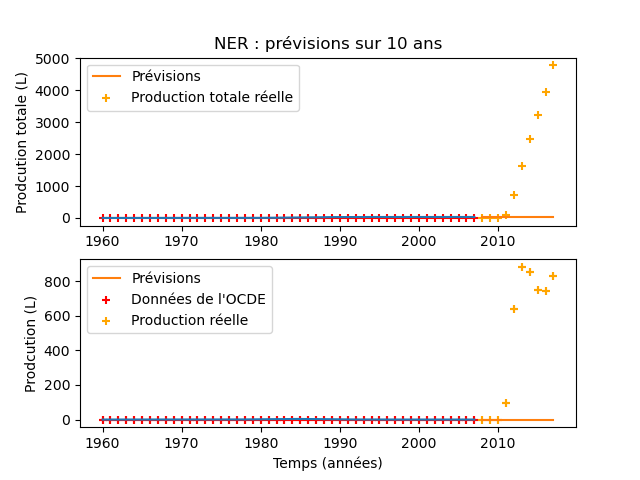 NER : prévisions sur 10 ans
Prodcution totale (L)
5000
4000
3000
2000
1000
0
Prévisions
Production totale réelle
1960 1970 1980 1990 2000 2010
Prodcution (L)
800
600
400
200
0
Prévisions
Données de l'OCDE
Production réelle
1960 1970 1980 1990 2000 2010
Temps (années)